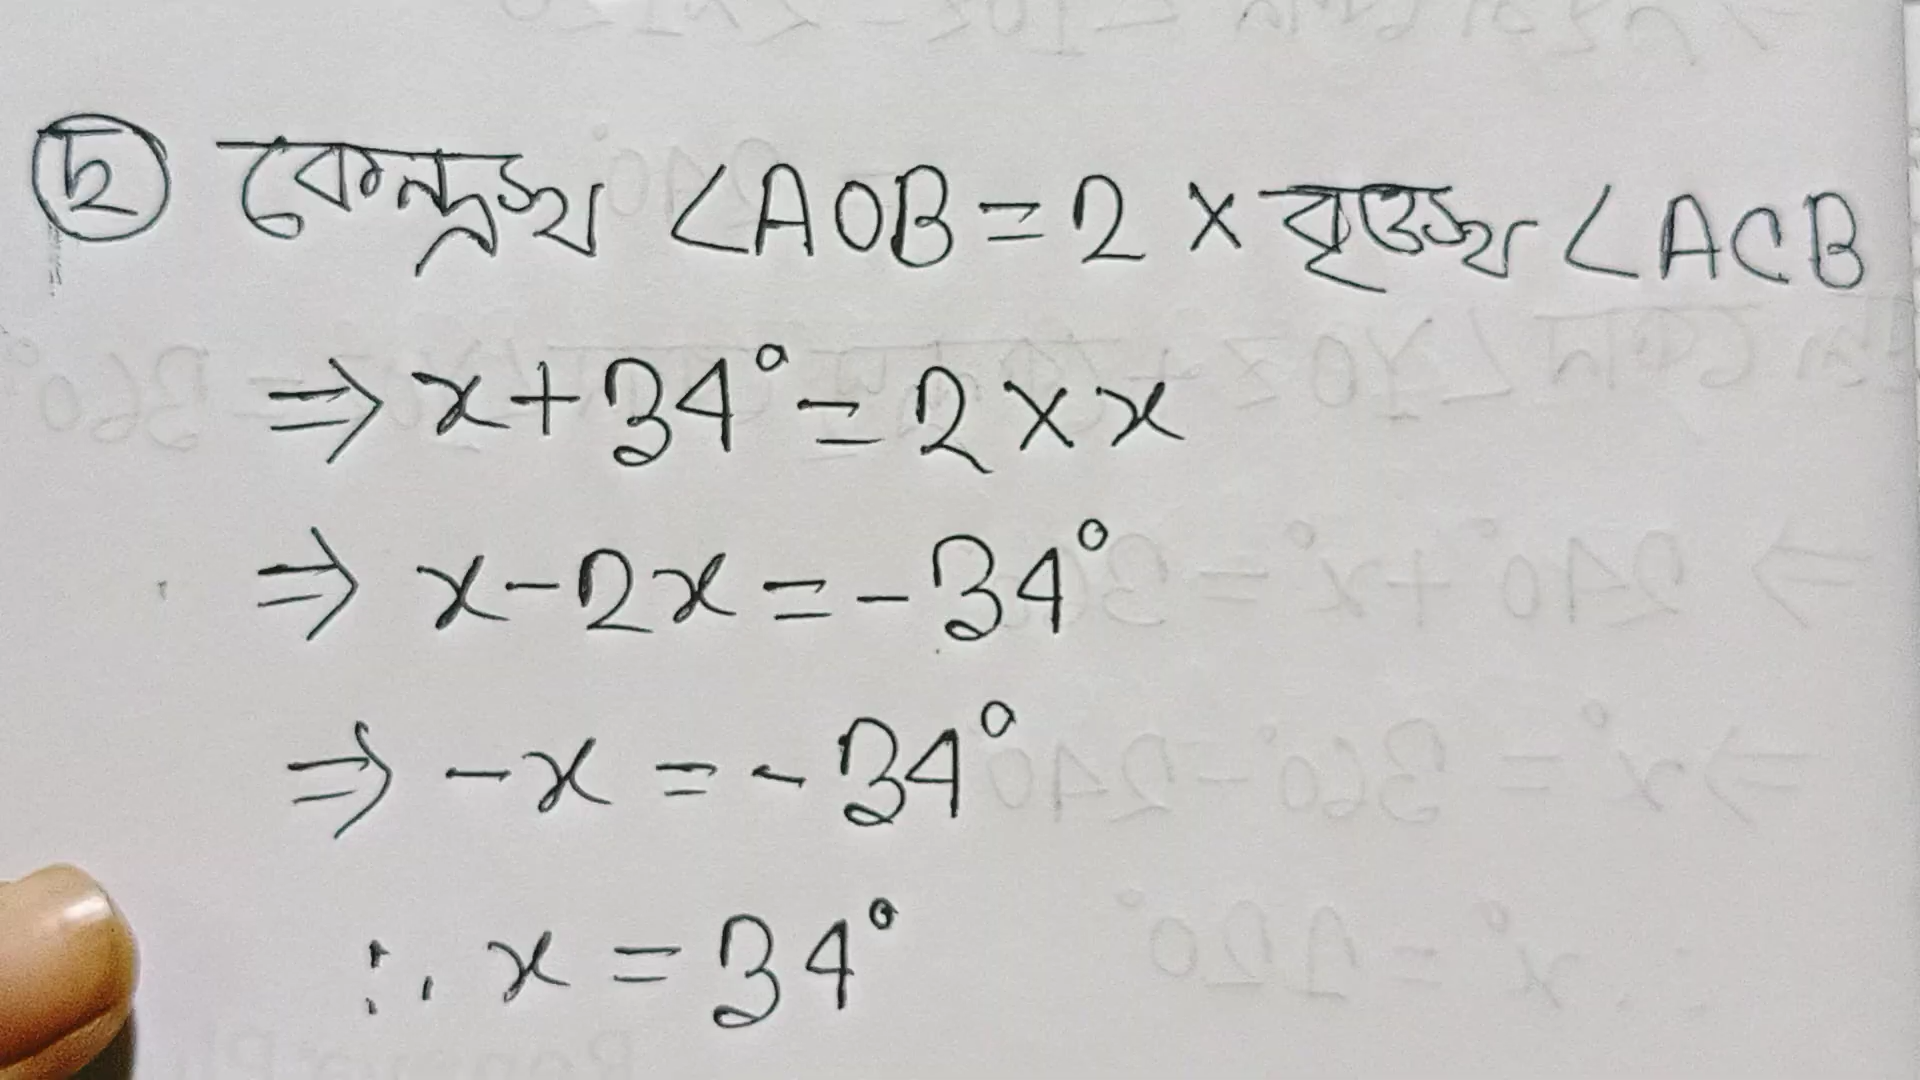 চ কেন্দ্রস্থ <AOB = 2 × বৃত্তস্থ <ACB
⇒ x + 34° = 2 × x
⇒ x - 2x = - 34°
⇒ - x = - 34°
∴ x = 34°